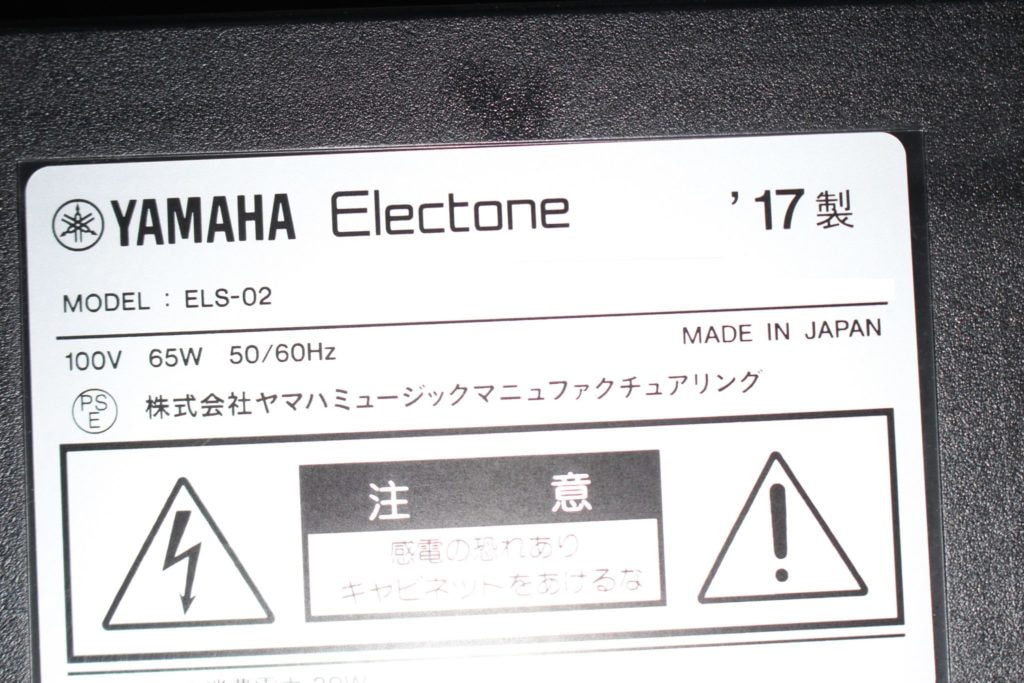 YAMAHA Electone '17製
MODEL : ELS-02
100V 65W 50/60Hz MADE IN JAPAN
PSE 株式会社ヤマハミュージックマニュファクチュアリング
注意
感電の恐れあり
キャビネットをあけるな